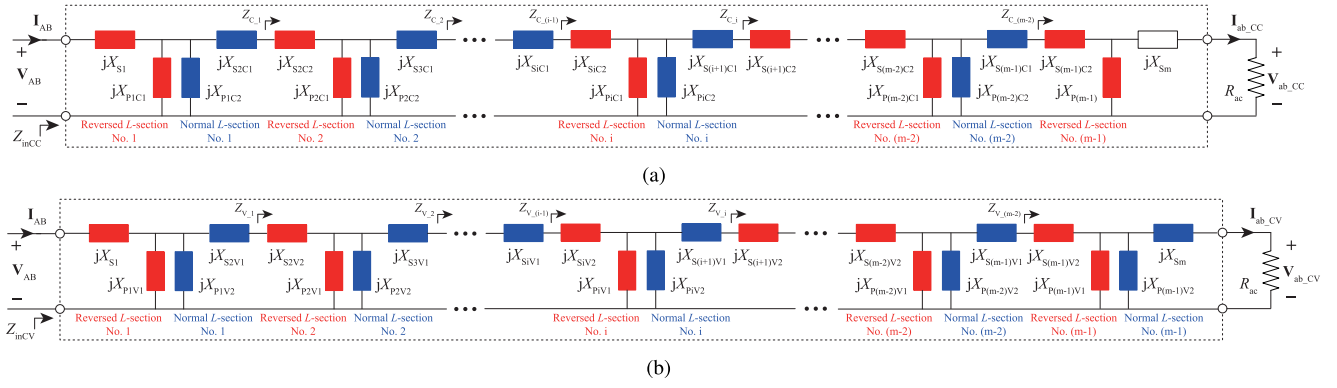 I_AB Z_C_1 Z_C_2 Z_C_(i-1) Z_C_i Z_C_(m-2) I_ab_CC
+ jX_S1 jX_S2C1 jX_S2C2 jX_S3C1 ••• jX_SiC1 jX_SiC2 jX_S(i+1)C1 jX_S(i+1)C2 ••• jX_S(m-2)C2 jX_S(m-1)C1 jX_S(m-1)C2 jX_Sm +
V_AB jX_P1C1 jX_P1C2 jX_P2C1 jX_P2C2 jX_PiC1 jX_PiC2 jX_P(m-2)C1 jX_P(m-2)C2 jX_P(m-1) R_ac V_ab_CC
− ••• ••• −
Z_inCC Reversed L-section Normal L-section Reversed L-section Normal L-section Reversed L-section Normal L-section Reversed L-section Normal L-section Reversed L-section
No. 1 No. 1 No. 2 No. 2 No. i No. i No. (m-2) No. (m-2) No. (m-1)
(a)
I_AB Z_V_1 Z_V_2 Z_V_(i-1) Z_V_i Z_V_(m-2) I_ab_CV
+ jX_S1 jX_S2V1 jX_S2V2 jX_S3V1 ••• jX_SiV1 jX_SiV2 jX_S(i+1)V1 jX_S(i+1)V2 ••• jX_S(m-2)V2 jX_S(m-1)V1 jX_S(m-1)V2 jX_Sm +
V_AB jX_P1V1 jX_P1V2 jX_P2V1 jX_P2V2 jX_PiV1 jX_PiV2 jX_P(m-2)V1 jX_P(m-2)V2 jX_P(m-1)V1 jX_P(m-1)V2 R_ac V_ab_CV
− ••• ••• −
Z_inCV Reversed L-section Normal L-section Reversed L-section Normal L-section Reversed L-section Normal L-section Reversed L-section Normal L-section Reversed L-section Normal L-section
No. 1 No. 1 No. 2 No. 2 No. i No. i No. (m-2) No. (m-2) No. (m-1) No. (m-1)
(b)